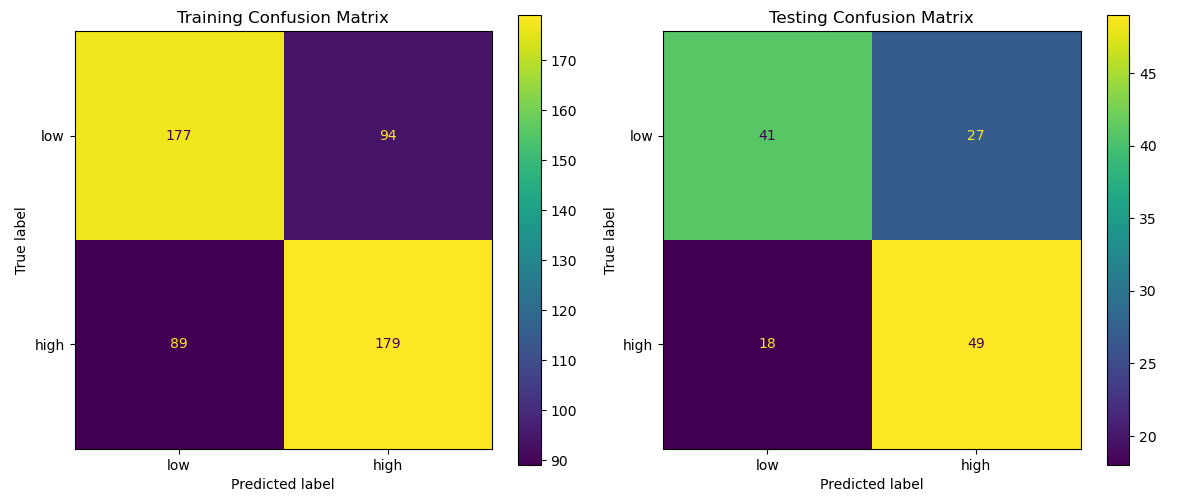 Training Confusion Matrix
True label
low
high
177
94
89
179
low
high
Predicted label
170
160
150
140
130
120
110
100
90
Testing Confusion Matrix
True label
low
high
41
27
18
49
low
high
Predicted label
45
40
35
30
25
20